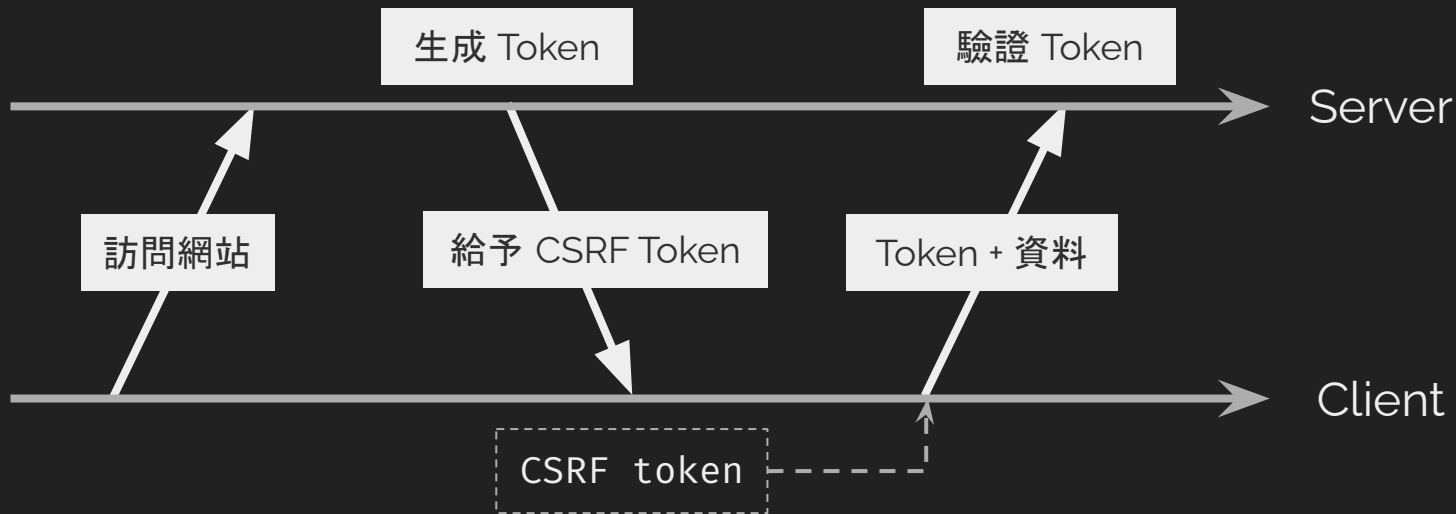 生成 Token
驗證 Token
Server
訪問網站
給予 CSRF Token
Token + 資料
Client
CSRF token